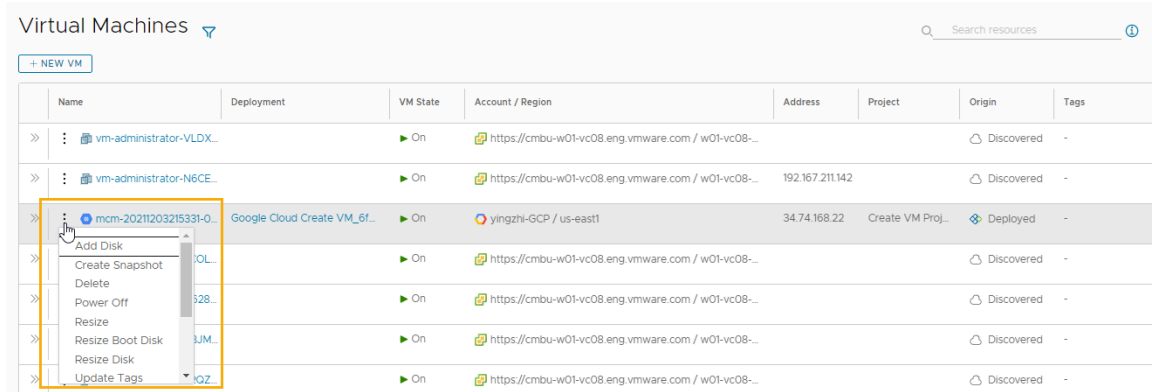 Virtual Machines
Search resources
+ NEW VM
Name Deployment VM State Account / Region Address Project Origin Tags
vm-administrator-VLDX... On https://cmbu-w01-vc08.eng.vmware.com / w01-vc08-... Discovered -
vm-administrator-N6CE... On https://cmbu-w01-vc08.eng.vmware.com / w01-vc08-... 192.167.211.142 Discovered -
mcm-20211203215331-0... Google Cloud Create VM_6f... On yingzhi-GCP / us-east1 34.74.168.22 Create VM Proj... Deployed -
Add Disk
Create Snapshot
OL... On https://cmbu-w01-vc08.eng.vmware.com / w01-vc08-... Discovered -
Delete
Power Off
628... On https://cmbu-w01-vc08.eng.vmware.com / w01-vc08-... Discovered -
Resize
Resize Boot Disk
JM... On https://cmbu-w01-vc08.eng.vmware.com / w01-vc08-... Discovered -
Resize Disk
Update Tags
QZ... On https://cmbu-w01-vc08.eng.vmware.com / w01-vc08-... Discovered -